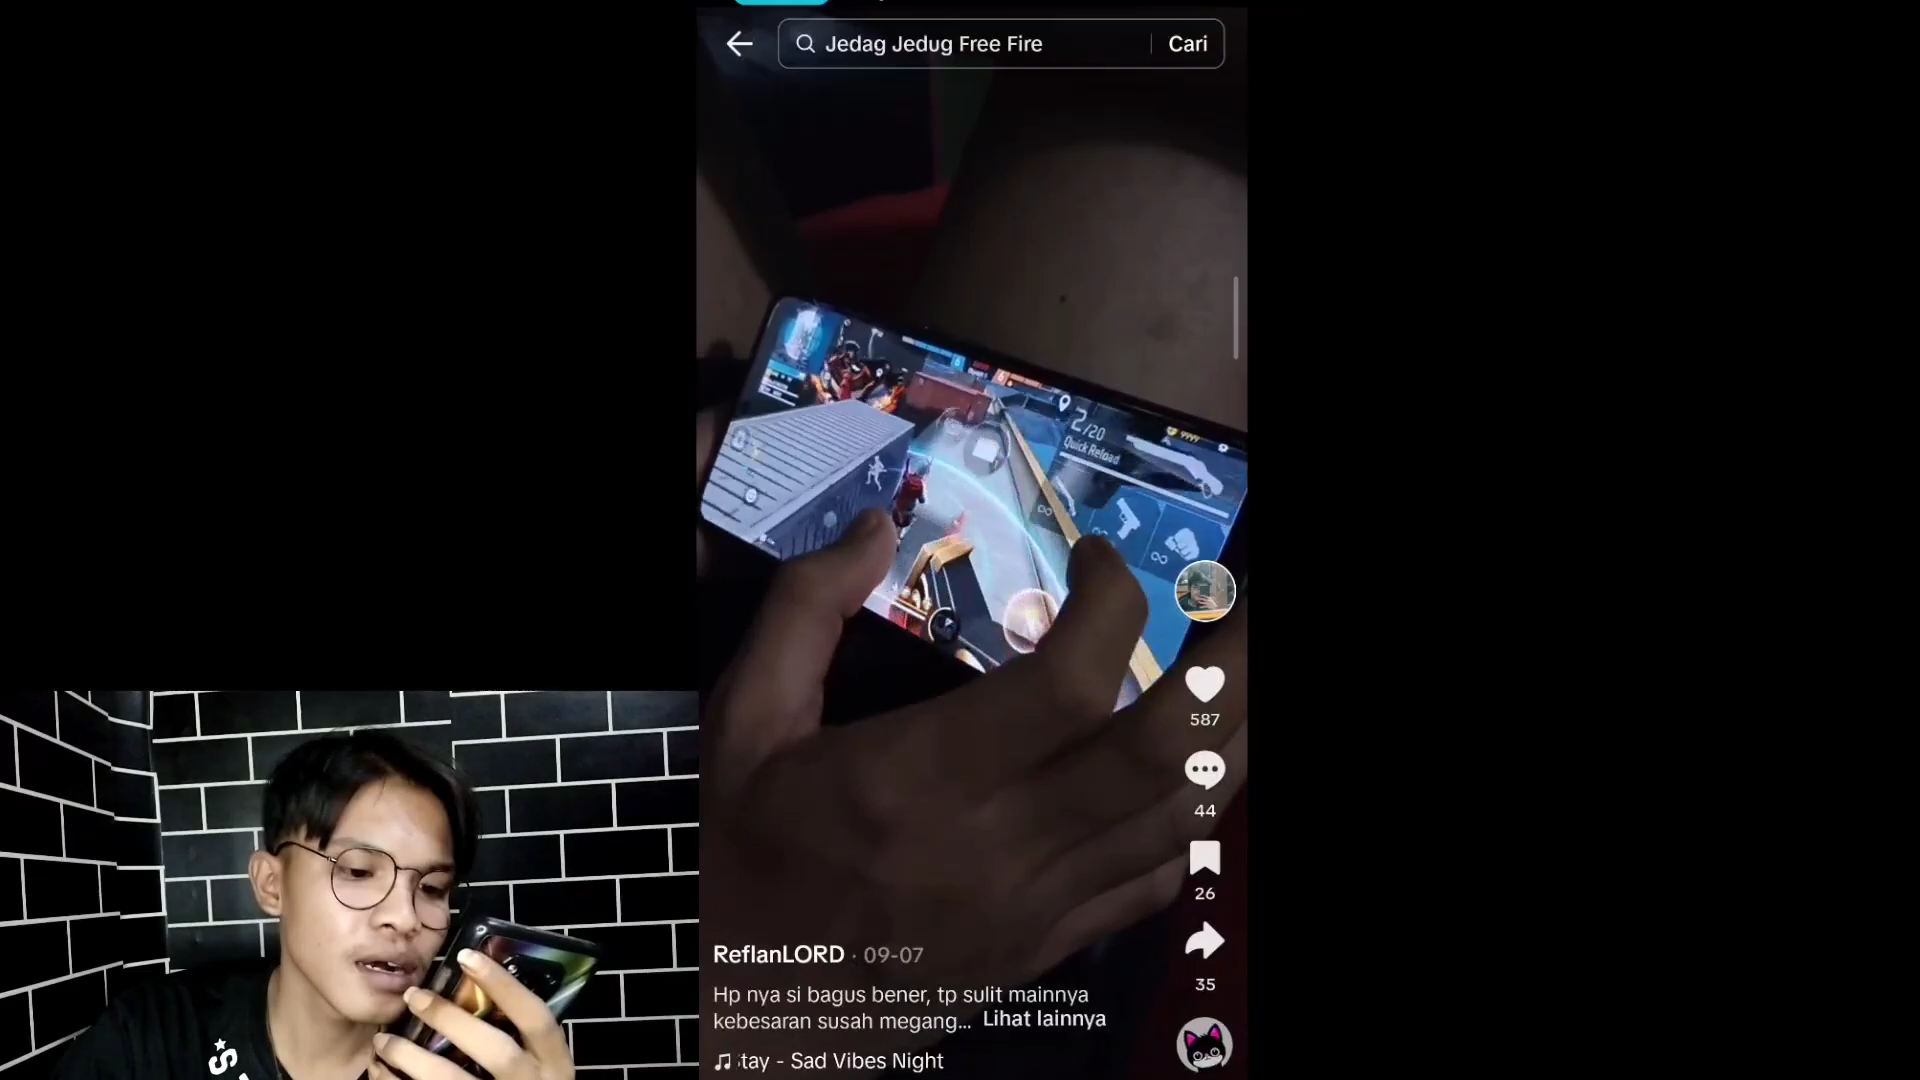 Jedag Jedug Free Fire
Cari
2/20
Quick Reload
9999
587
44
26
35
ReflanLORD · 09-07
Hp nya si bagus bener, tp sulit mainnya
kebesaran susah megang... Lihat lainnya
tay - Sad Vibes Night
S